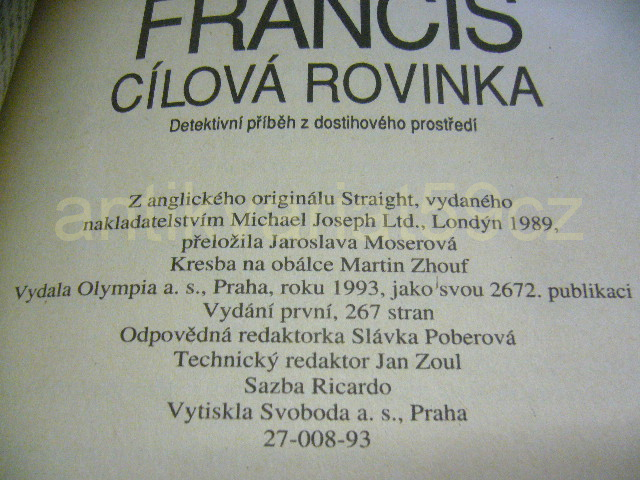 FRANCIS
CÍLOVÁ ROVINKA
Detektivní příběh z dostihového prostředí
Z anglického originálu Straight, vydaného
nakladatelstvím Michael Joseph Ltd., Londýn 1989,
přeložila Jaroslava Moserová
Kresba na obálce Martin Zhouf
Vydala Olympia a. s., Praha, roku 1993, jako svou 2672. publikaci
Vydání první, 267 stran
Odpovědná redaktorka Slávka Poberová
Technický redaktor Jan Zoul
Sazba Ricardo
Vytiskla Svoboda a. s., Praha
27-008-93